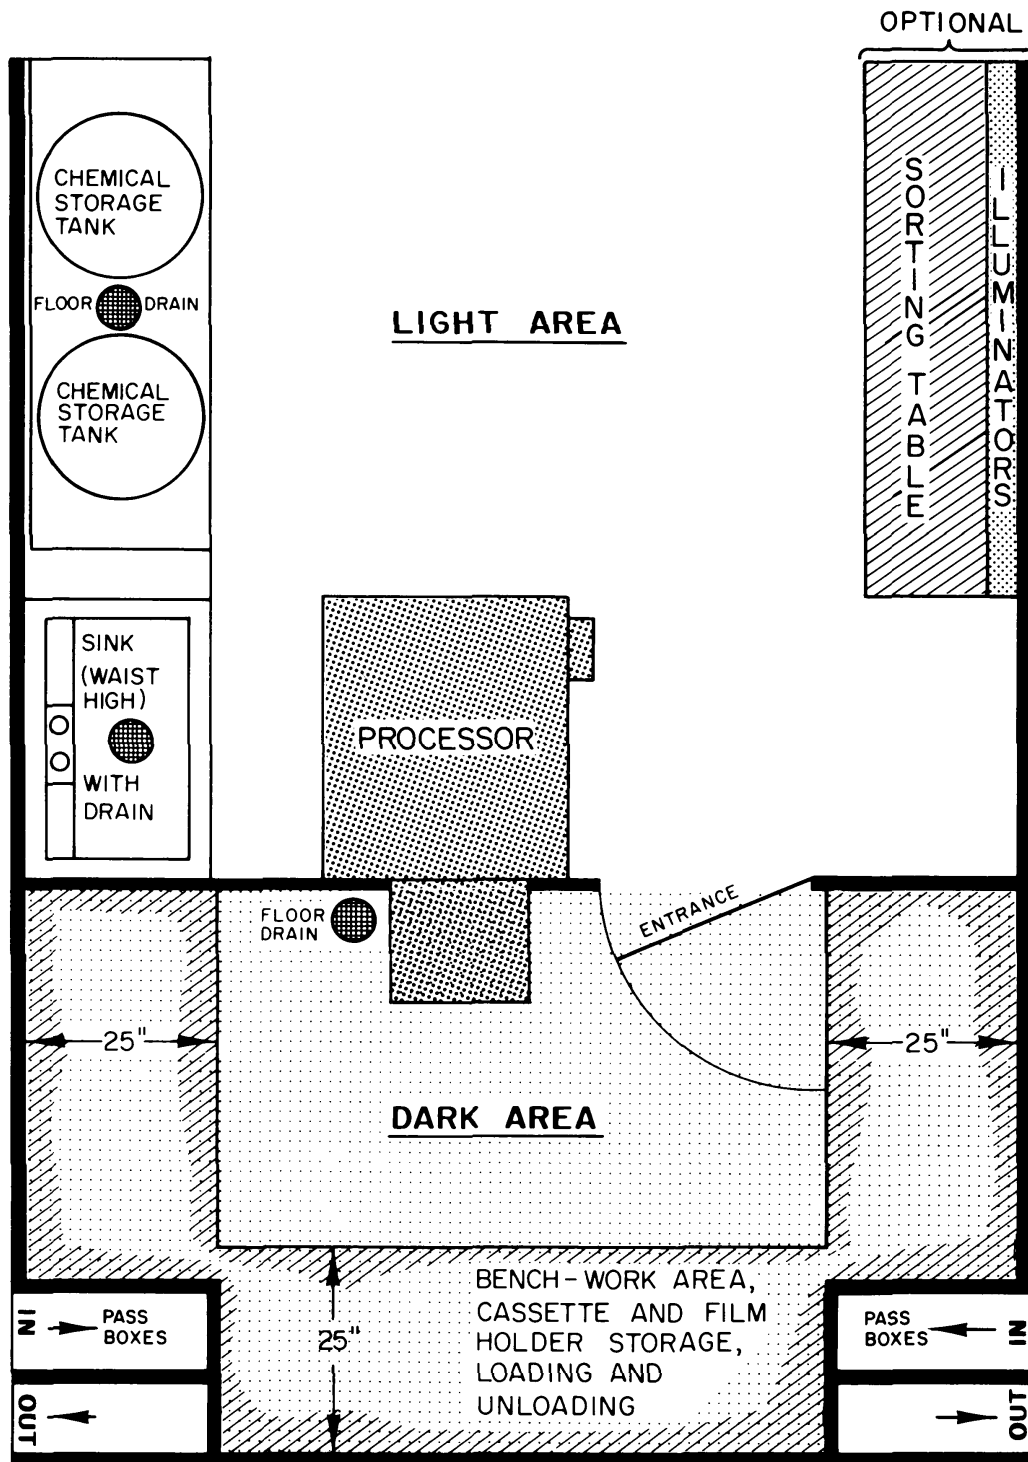 OPTIONAL
CHEMICAL
STORAGE
TANK
FLOOR DRAIN
CHEMICAL
STORAGE
TANK
LIGHT AREA
SORTING TABLE
ILLUMINATORS
SINK
(WAIST
HIGH)
WITH
DRAIN
PROCESSOR
FLOOR
DRAIN
ENTRANCE
25"
25"
DARK AREA
25"
BENCH-WORK AREA,
CASSETTE AND FILM
HOLDER STORAGE,
LOADING AND
UNLOADING
IN
PASS
BOXES
OUT
PASS
BOXES
IN
OUT